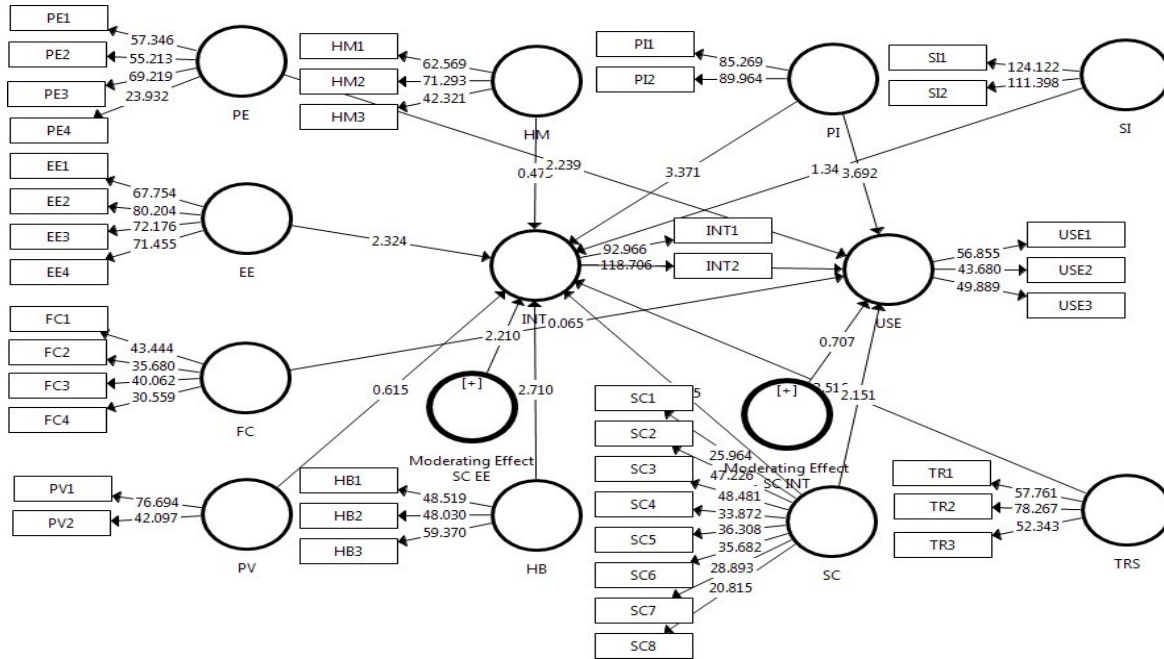 PE1
PE2
PE3
PE4
57.346
55.213
69.219
23.932
PE
HM1
HM2
HM3
62.569
71.293
42.321
HM
PI1
PI2
85.269
89.964
PI
SI1
SI2
124.122
111.398
SI
2.239
3.371
3.692
EE1
EE2
EE3
EE4
67.754
80.204
72.176
71.455
EE
2.324
INT1
INT2
92.966
118.706
INT
USE1
USE2
USE3
56.855
43.680
49.889
USE
FC1
FC2
FC3
FC4
43.444
35.680
40.062
30.559
FC
0.065
2.210
0.615
2.710
0.707
2.151
[+]
Moderating Effect
SC EE
[+]
Moderating Effect
SC INT
PV1
PV2
76.694
42.097
PV
HB1
HB2
HB3
48.519
48.030
59.370
HB
SC1
SC2
SC3
SC4
SC5
SC6
SC7
SC8
25.964
47.226
48.481
33.872
36.308
35.682
28.893
20.815
SC
TR1
TR2
TR3
57.761
78.267
52.343
TRS